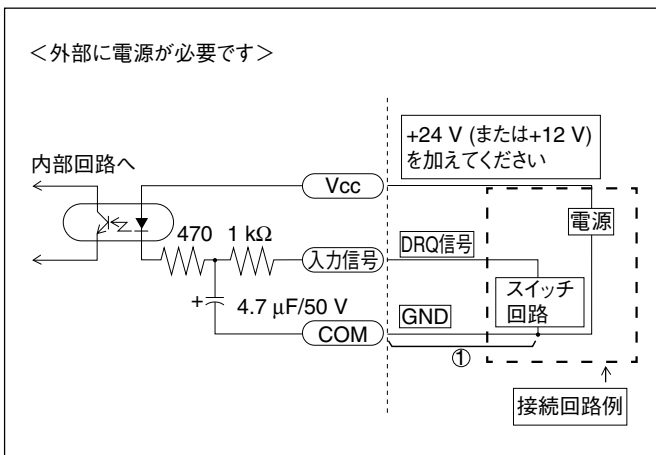 ＜外部に電源が必要です＞
+24 V (または+12 V)
を加えてください
内部回路へ
Vcc
電源
470
1 kΩ
入力信号
DRQ信号
スイッチ
回路
+
4.7 μF/50 V
COM
GND
①
接続回路例